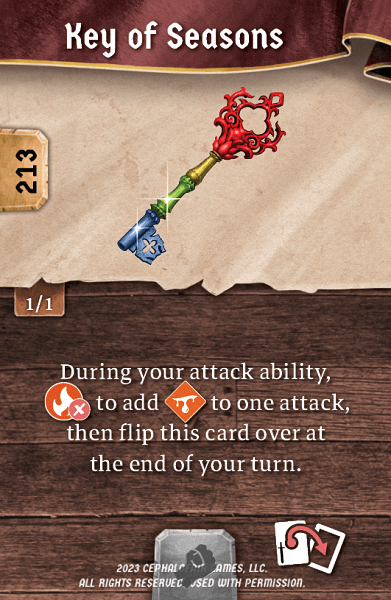 Key of Seasons
213
1/1
During your attack ability,
to add to one attack,
then flip this card over at
the end of your turn.
2023 GAMES, LLC.
ALL RIGHTS RESERVED. USED WITH PERMISSION.